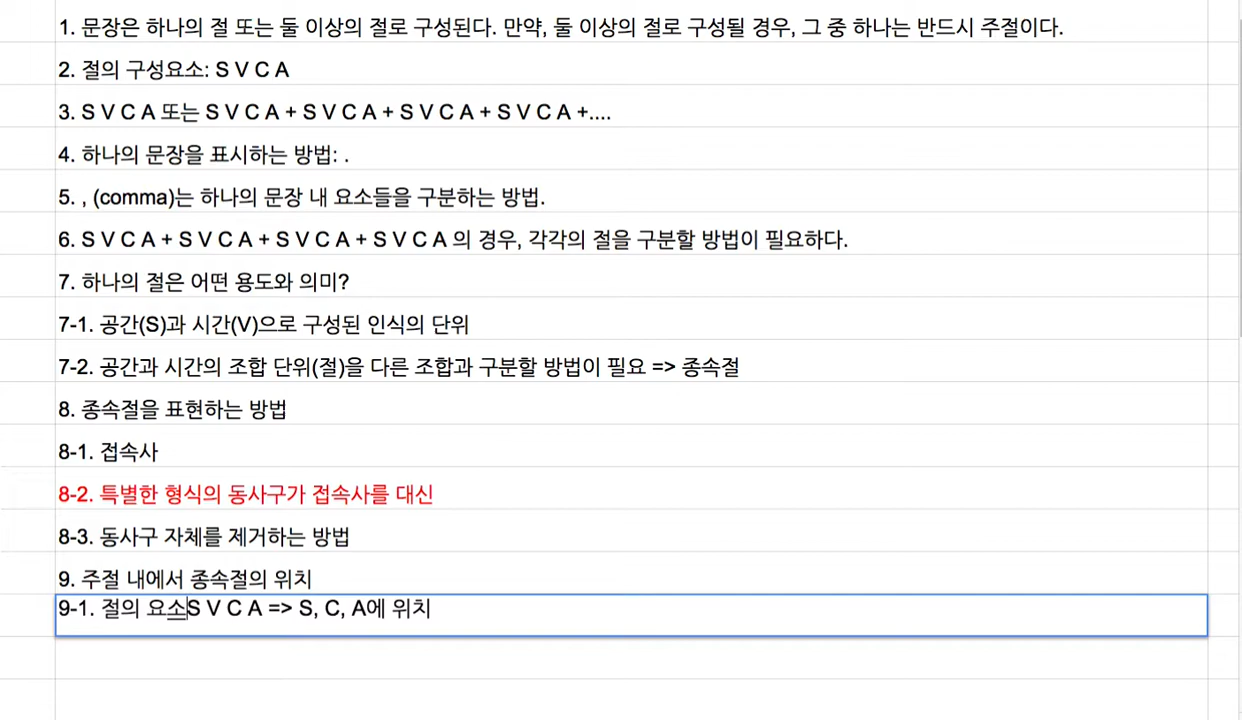 1. 문장은 하나의 절 또는 둘 이상의 절로 구성된다. 만약, 둘 이상의 절로 구성될 경우, 그 중 하나는 반드시 주절이다.
2. 절의 구성요소: S V C A
3. S V C A 또는 S V C A + S V C A + S V C A + S V C A +....
4. 하나의 문장을 표시하는 방법: .
5. , (comma)는 하나의 문장 내 요소들을 구분하는 방법.
6. S V C A + S V C A + S V C A + S V C A 의 경우, 각각의 절을 구분할 방법이 필요하다.
7. 하나의 절은 어떤 용도와 의미?
7-1. 공간(S)과 시간(V)으로 구성된 인식의 단위
7-2. 공간과 시간의 조합 단위(절)을 다른 조합과 구분할 방법이 필요 => 종속절
8. 종속절을 표현하는 방법
8-1. 접속사
8-2. 특별한 형식의 동사구가 접속사를 대신
8-3. 동사구 자체를 제거하는 방법
9. 주절 내에서 종속절의 위치
9-1. 절의 요소S V C A => S, C, A에 위치